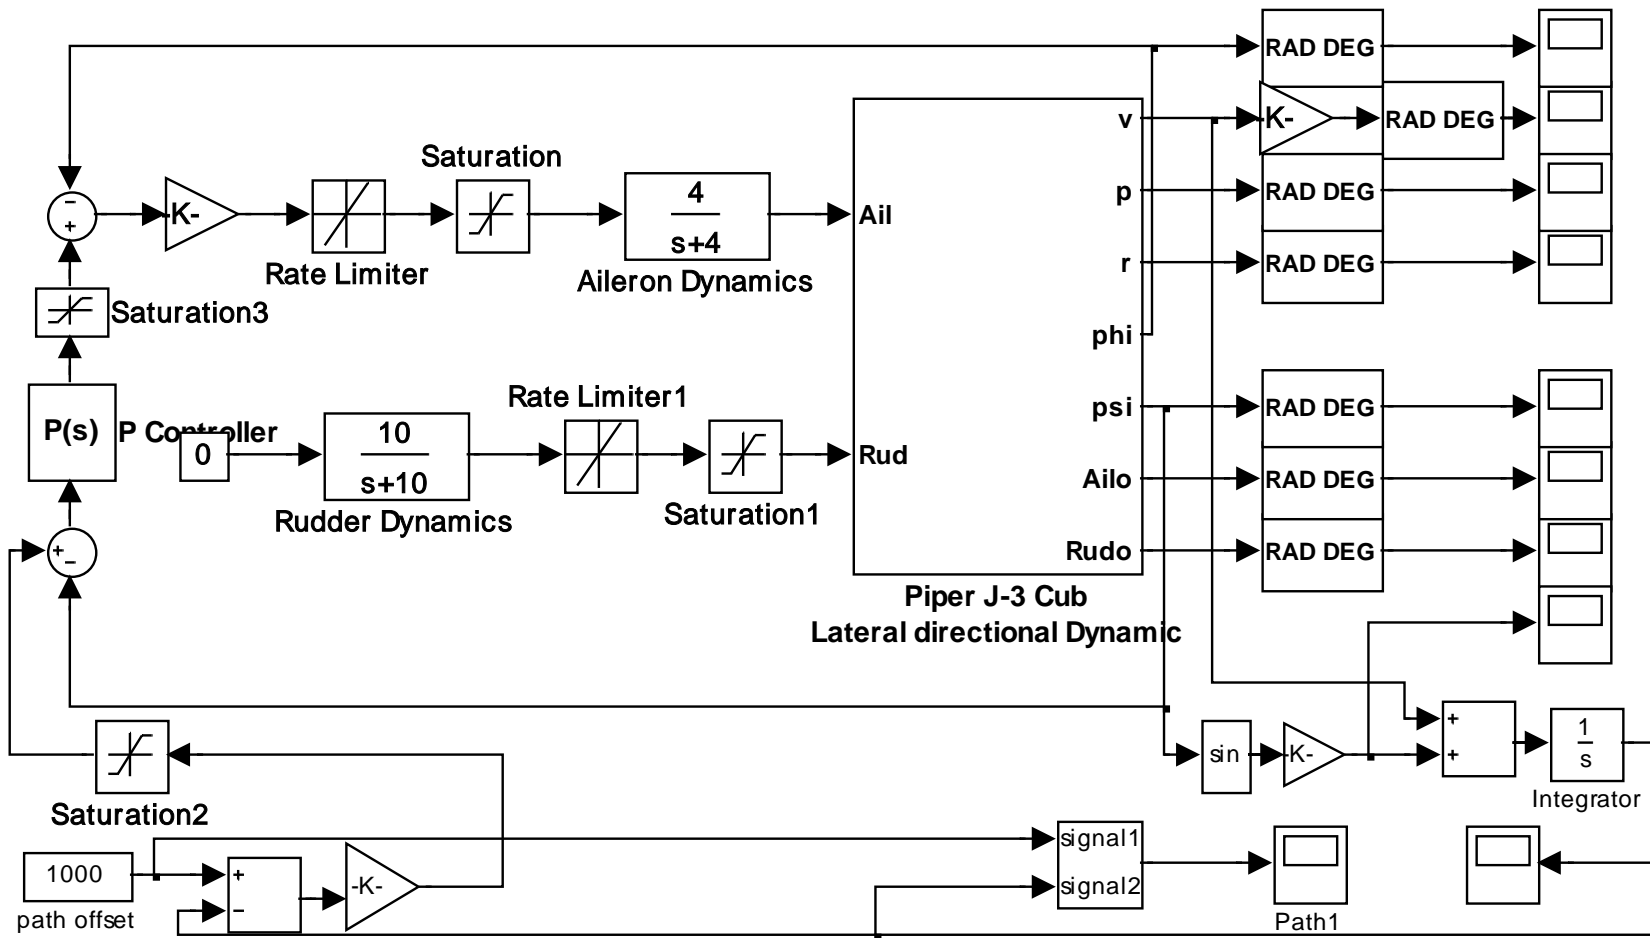 RAD DEG
v
-K-
RAD DEG
Saturation
p
RAD DEG
-
+
-K-
4
s+4
Ail
Rate Limiter
Aileron Dynamics
r
RAD DEG
Saturation3
phi
P(s)
P Controller
0
10
s+10
Rudder Dynamics
Rate Limiter1
Saturation1
Rud
psi
RAD DEG
Ailo
RAD DEG
Rudo
RAD DEG
+
-
Piper J-3 Cub
Lateral directional Dynamic
Saturation2
sin
-K-
+
+
1
s
Integrator
1000
path offset
+
-
-K-
signal1
signal2
Path1